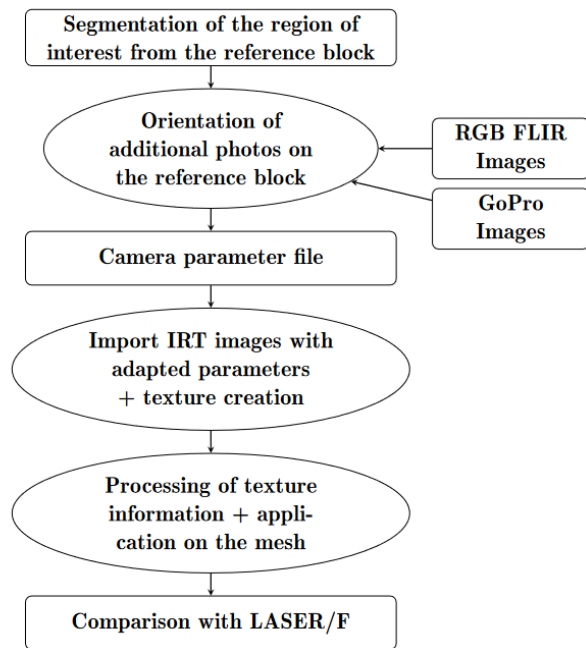 Segmentation of the region of
interest from the reference block
Orientation of
additional photos on
the reference block
RGB FLIR
Images
GoPro
Images
Camera parameter file
Import IRT images with
adapted parameters
+ texture creation
Processing of texture
information + appli-
cation on the mesh
Comparison with LASER/F